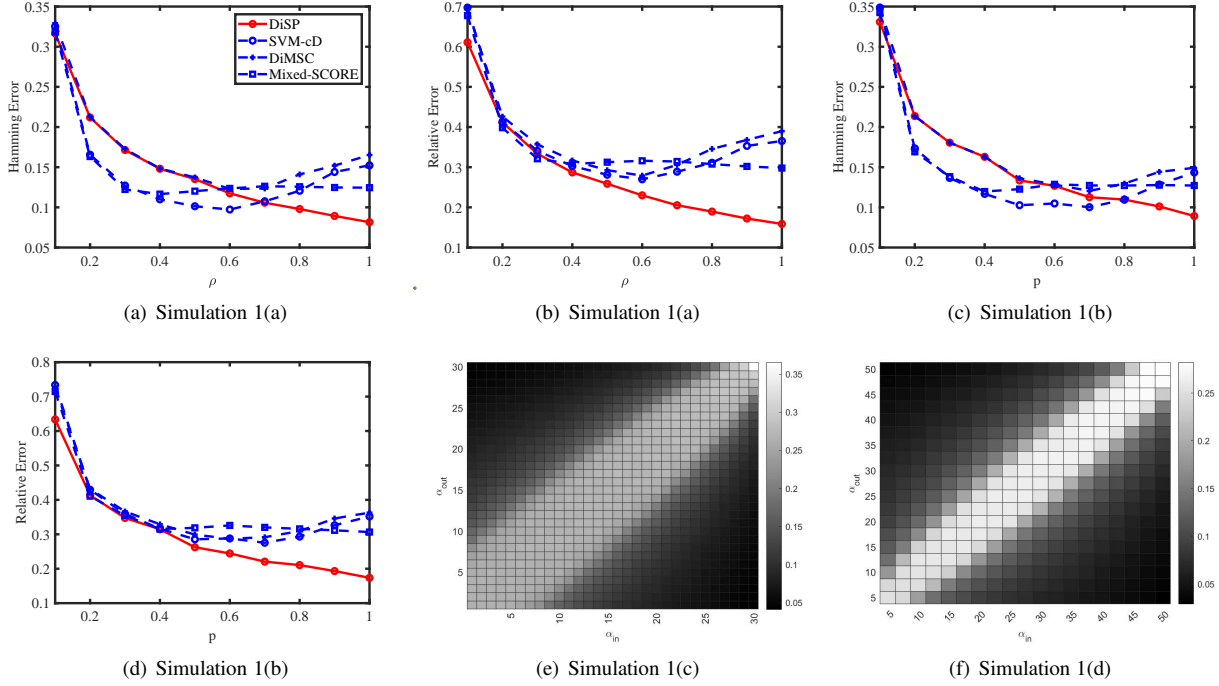 0.35
0.3
0.25
0.2
0.15
0.1
0.05
Hamming Error
0.2 0.4 0.6 0.8 1
ρ
DiSP
SVM-cD
DiMSC
Mixed-SCORE
(a) Simulation 1(a)
0.7
0.6
0.5
0.4
0.3
0.2
0.1
Relative Error
0.2 0.4 0.6 0.8 1
ρ
(b) Simulation 1(a)
0.35
0.3
0.25
0.2
0.15
0.1
0.05
Hamming Error
0.2 0.4 0.6 0.8 1
p
(c) Simulation 1(b)
0.8
0.7
0.6
0.5
0.4
0.3
0.2
0.1
Relative Error
0.2 0.4 0.6 0.8 1
p
(d) Simulation 1(b)
30
25
20
15
10
5
α_out
5 10 15 20 25 30
α_in
0.35
0.3
0.25
0.2
0.15
0.1
0.05
(e) Simulation 1(c)
50
45
40
35
30
25
20
15
10
5
α_out
5 10 15 20 25 30 35 40 45 50
α_in
0.25
0.2
0.15
0.1
0.05
(f) Simulation 1(d)